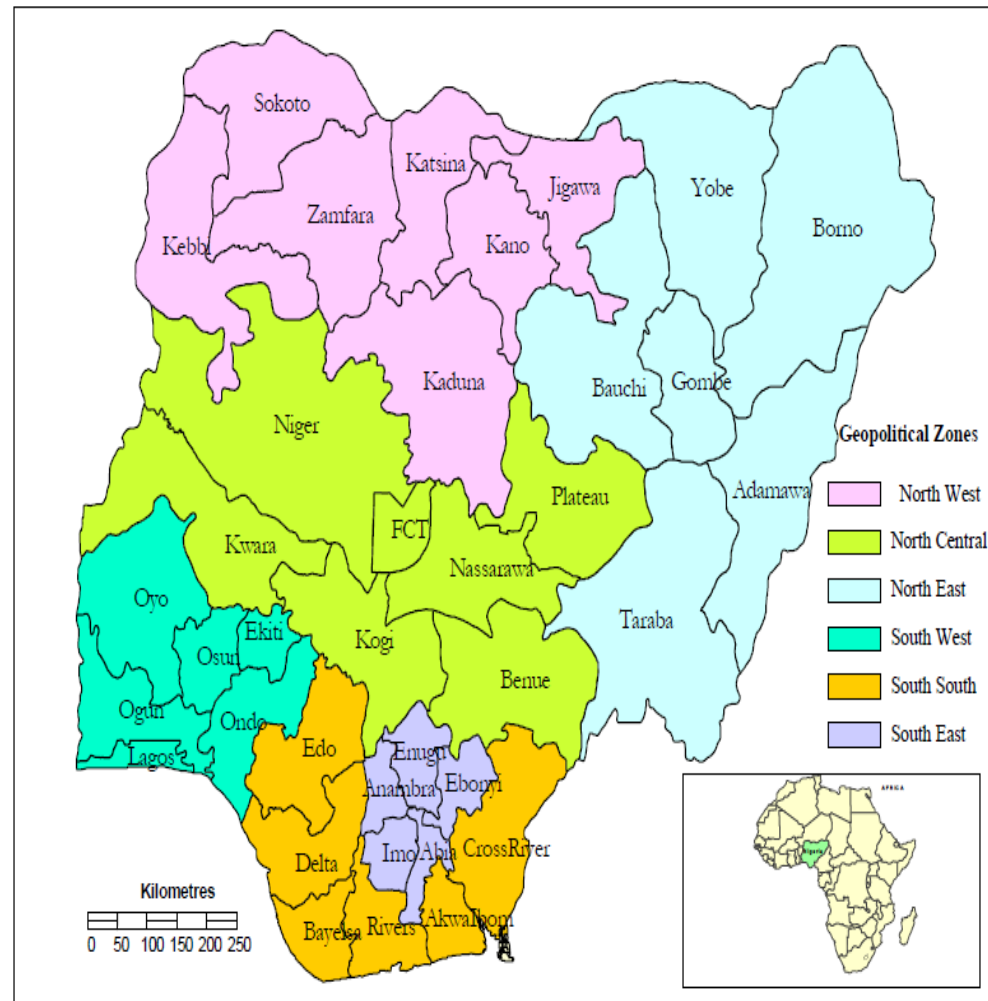 Sokoto
Katsina
Yobe
Jigawa
Zamfara
Borno
Kebbi
Kano
Kaduna
Bauchi
Gombe
Niger
Geopolitical Zones
Adamawa
North West
Plateau
FCT
North Central
Kwara
Nassarawa
North East
Oyo
Taraba
Ekiti
Kogi
South West
Osun
Benue
South South
Ogun
Ondo
South East
Edo
Lagos
Enugu
Ebonyi
Anambra
AFRICA
CrossRiver
Imo
Abia
Nigeria
Delta
Kilometres
AkwaIbom
Rivers
Bayelsa
0 50 100 150 200 250